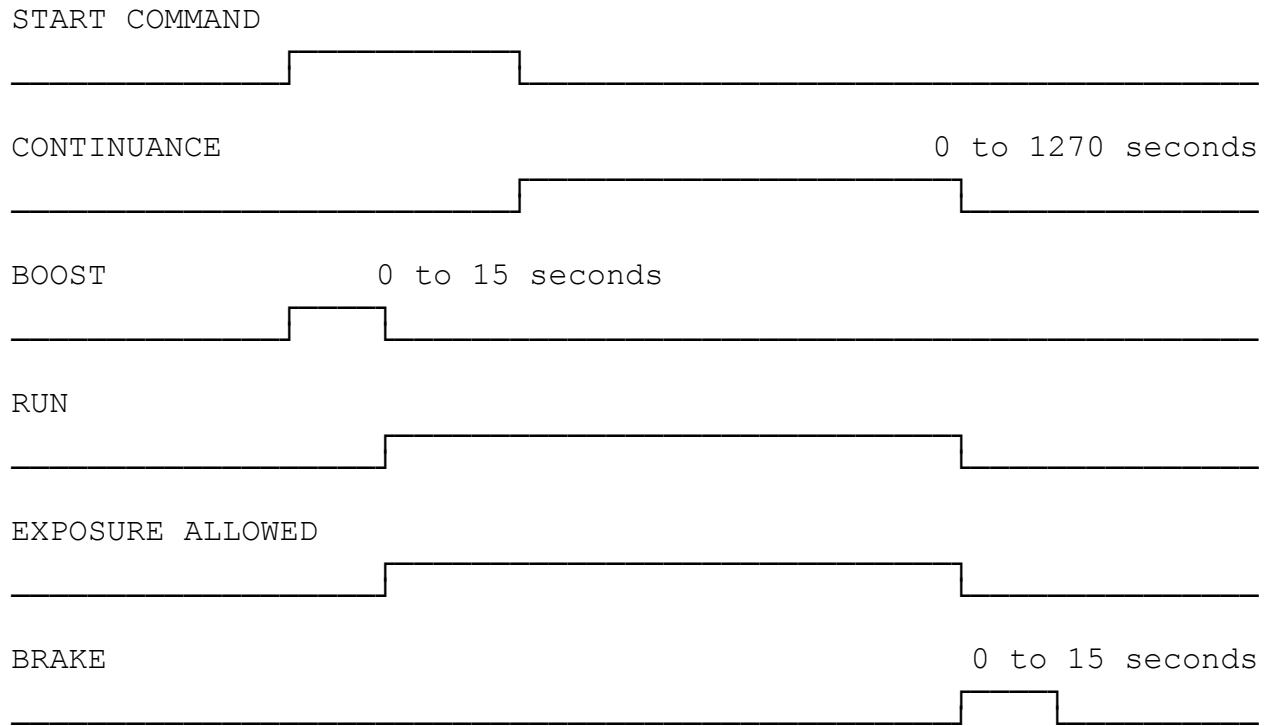 START COMMAND
CONTINUANCE 0 to 1270 seconds
BOOST 0 to 15 seconds
RUN
EXPOSURE ALLOWED
BRAKE 0 to 15 seconds